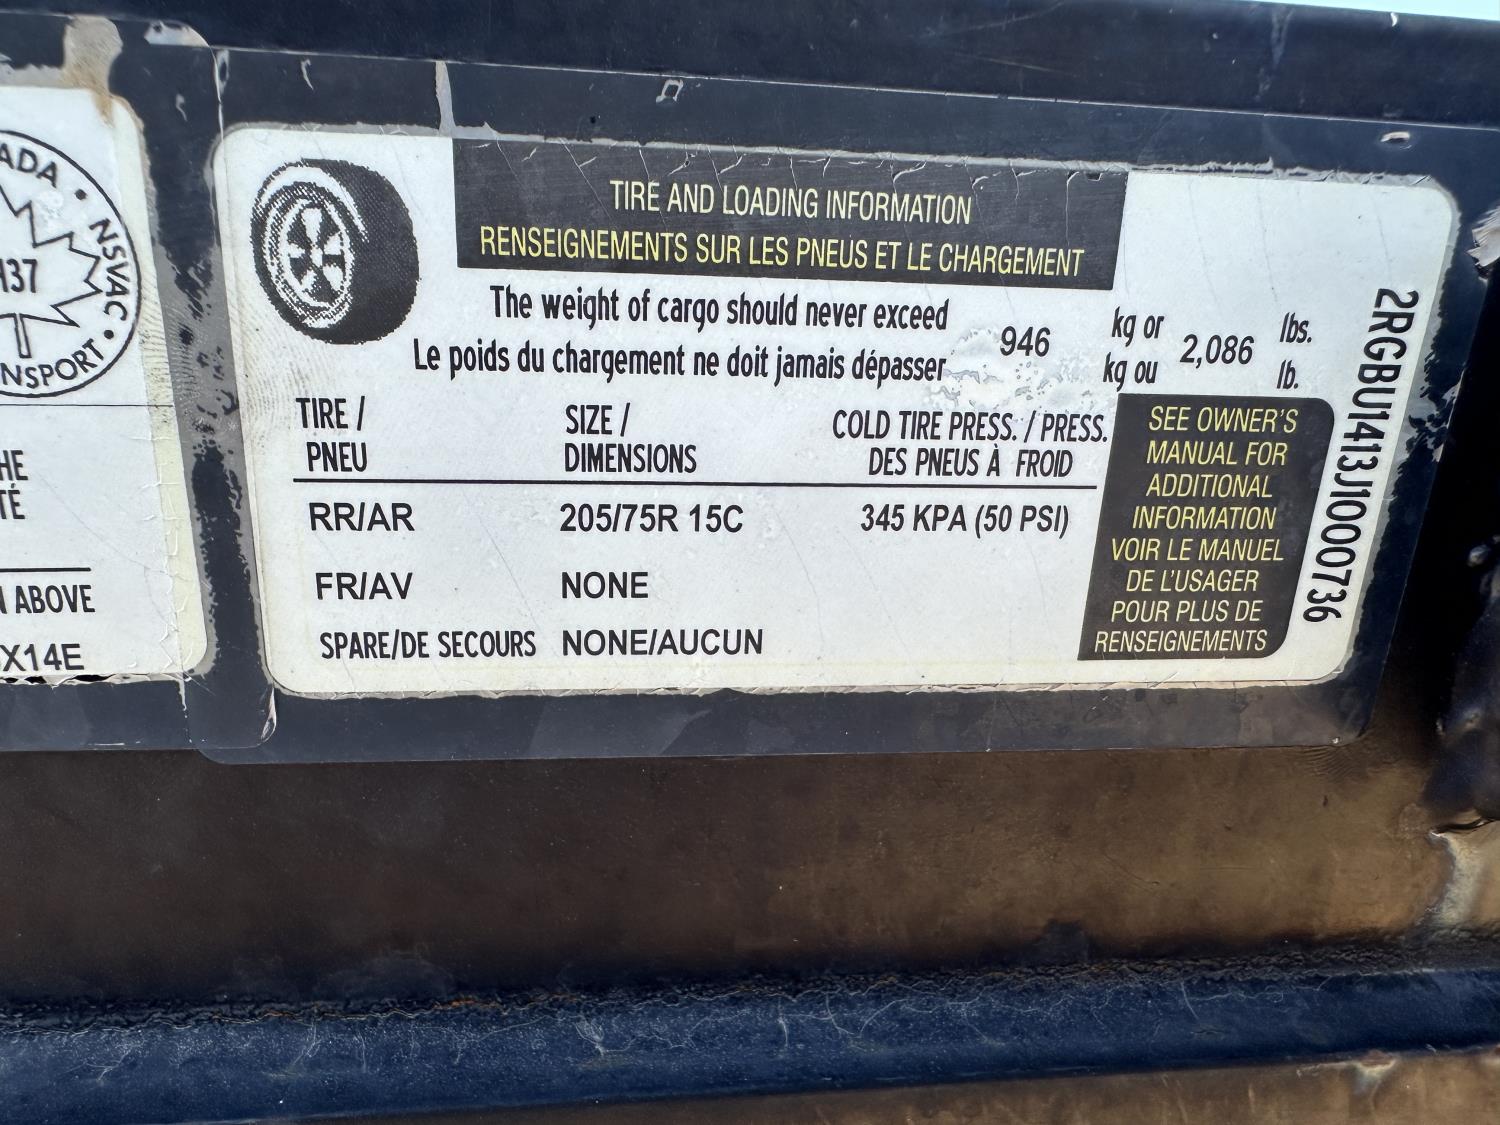 ADA
NSVAC
137
NSPORT
HE
TÉ
ABOVE
X14E
TIRE AND LOADING INFORMATION
RENSEIGNEMENTS SUR LES PNEUS ET LE CHARGEMENT
The weight of cargo should never exceed 946 kg or 2,086 lbs.
Le poids du chargement ne doit jamais dépasser kg ou lb.
TIRE / SIZE / COLD TIRE PRESS. / PRESS.
PNEU DIMENSIONS DES PNEUS À FROID
RR/AR 205/75R 15C 345 KPA (50 PSI)
FR/AV NONE
SPARE/DE SECOURS NONE/AUCUN
SEE OWNER'S
MANUAL FOR
ADDITIONAL
INFORMATION
VOIR LE MANUEL
DE L'USAGER
POUR PLUS DE
RENSEIGNEMENTS
2RGBU1413J1000736